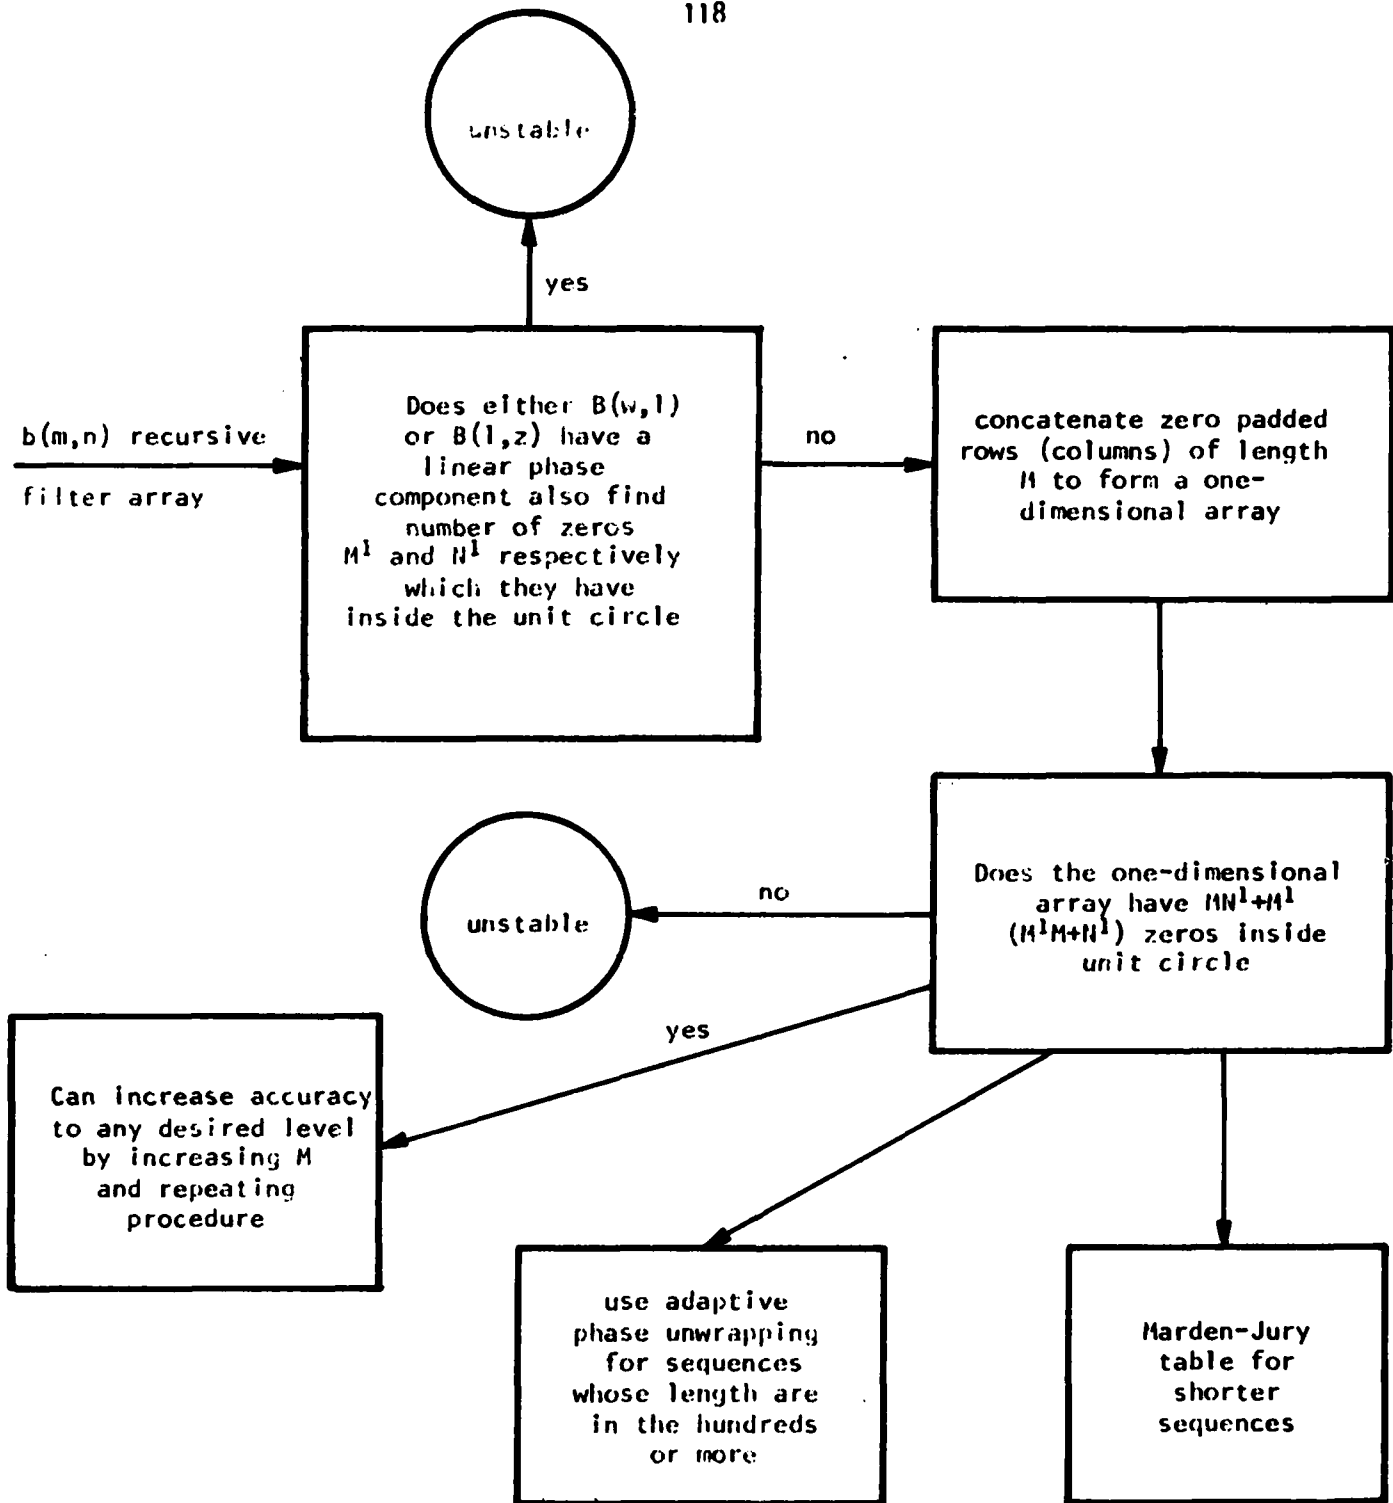 118
unstable
yes
b(m,n) recursive
filter array
Does either B(w,1)
or B(1,z) have a
linear phase
component also find
number of zeros
M¹ and N¹ respectively
which they have
inside the unit circle
no
concatenate zero padded
rows (columns) of length
M to form a one-
dimensional array
Does the one-dimensional
array have MN¹+M¹
(M¹M+N¹) zeros inside
unit circle
no
unstable
yes
Can increase accuracy
to any desired level
by increasing M
and repeating
procedure
use adaptive
phase unwrapping
for sequences
whose length are
in the hundreds
or more
Marden-Jury
table for
shorter
sequences